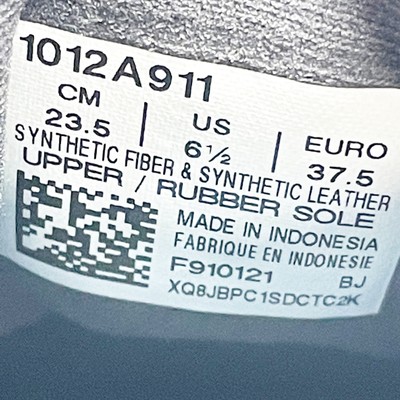 1012A911
CM | US | EURO
23.5 | 6½ | 37.5
SYNTHETIC FIBER & SYNTHETIC LEATHER
UPPER / RUBBER SOLE
MADE IN INDONESIA
FABRIQUE EN INDONESIE
F910121 BJ
XQ8JBPC1SDCTC2K